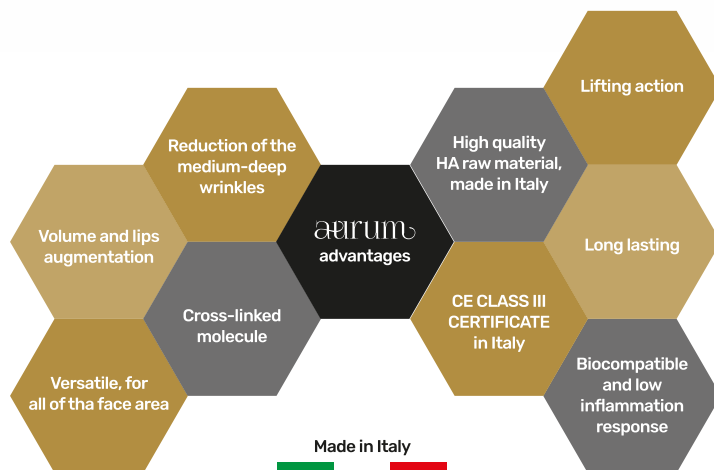 Lifting action
Reduction of the
medium-deep
wrinkles
High quality
HA raw material,
made in Italy
Volume and lips
augmentation
aurum
advantages
Long lasting
Cross-linked
molecule
CE CLASS III
CERTIFICATE
in Italy
Versatile, for
all of tha face area
Biocompatible
and low
inflammation
response
Made in Italy